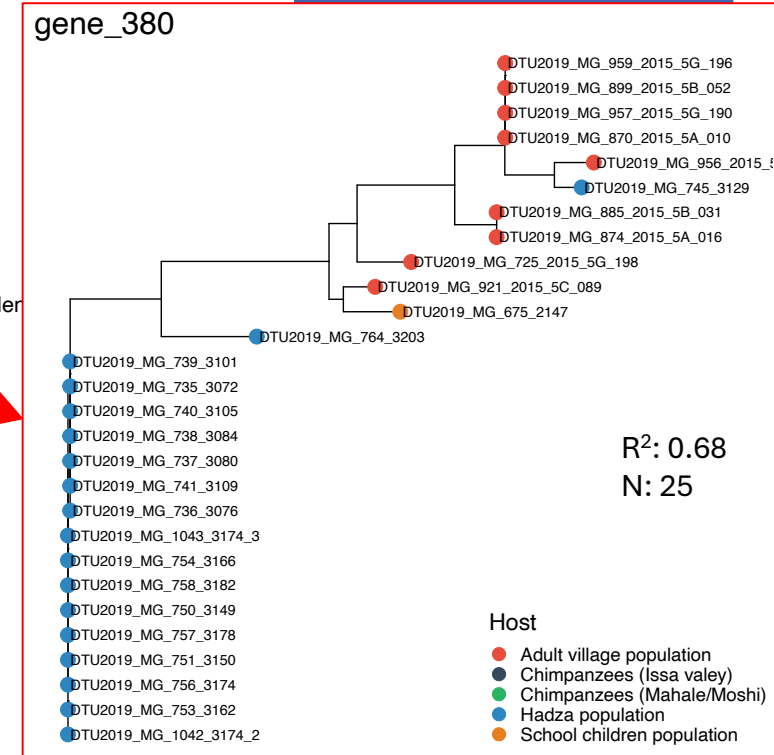 gene_380
DTU2019_MG_959_2015_5G_196
DTU2019_MG_899_2015_5B_052
DTU2019_MG_957_2015_5G_190
DTU2019_MG_870_2015_5A_010
DTU2019_MG_956_2015_5
DTU2019_MG_745_3129
DTU2019_MG_885_2015_5B_031
DTU2019_MG_874_2015_5A_016
DTU2019_MG_725_2015_5G_198
DTU2019_MG_921_2015_5C_089
DTU2019_MG_675_2147
DTU2019_MG_764_3203
DTU2019_MG_739_3101
DTU2019_MG_735_3072
DTU2019_MG_740_3105
DTU2019_MG_738_3084
DTU2019_MG_737_3080
DTU2019_MG_741_3109
DTU2019_MG_736_3076
DTU2019_MG_1043_3174_3
DTU2019_MG_754_3166
DTU2019_MG_758_3182
DTU2019_MG_750_3149
DTU2019_MG_757_3178
DTU2019_MG_751_3150
DTU2019_MG_756_3174
DTU2019_MG_753_3162
DTU2019_MG_1042_3174_2
R²: 0.68
N: 25
Host
Adult village population
Chimpanzees (Issa valey)
Chimpanzees (Mahale/Moshi)
Hadza population
School children population